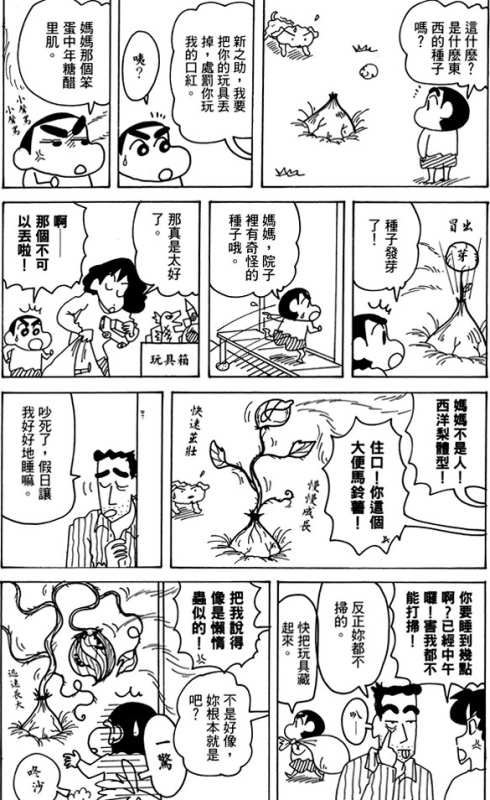 這什麼?
是什麼東
西的種子
嗎?
新之助,我要
把你的玩具丟
掉,處罰你玩
我的口紅。
咦?
媽媽那個笨
蛋中年糖醋
里肌。
小聲罵
小聲罵
冒出
芽
種子發芽
了!
媽媽,院子
裡有奇怪的
種子哦。
那真是太好
了。
玩具箱
啊——
那個不可
以丟啦!
媽媽不是人!
西洋梨體型!
住口!你這個
大便馬鈴薯!
慢慢成長
快速茁壯
吵死了,假日讓
我好好地睡嘛。
你要睡到幾點
啊?已經中午
囉!害我都不
能打掃!
反正妳都不
掃的。
快把玩具藏
起來。
把我說得
像是懶惰
蟲似的!
不是好像,
妳根本就是
吧?
一驚
迅速長大
咚沙